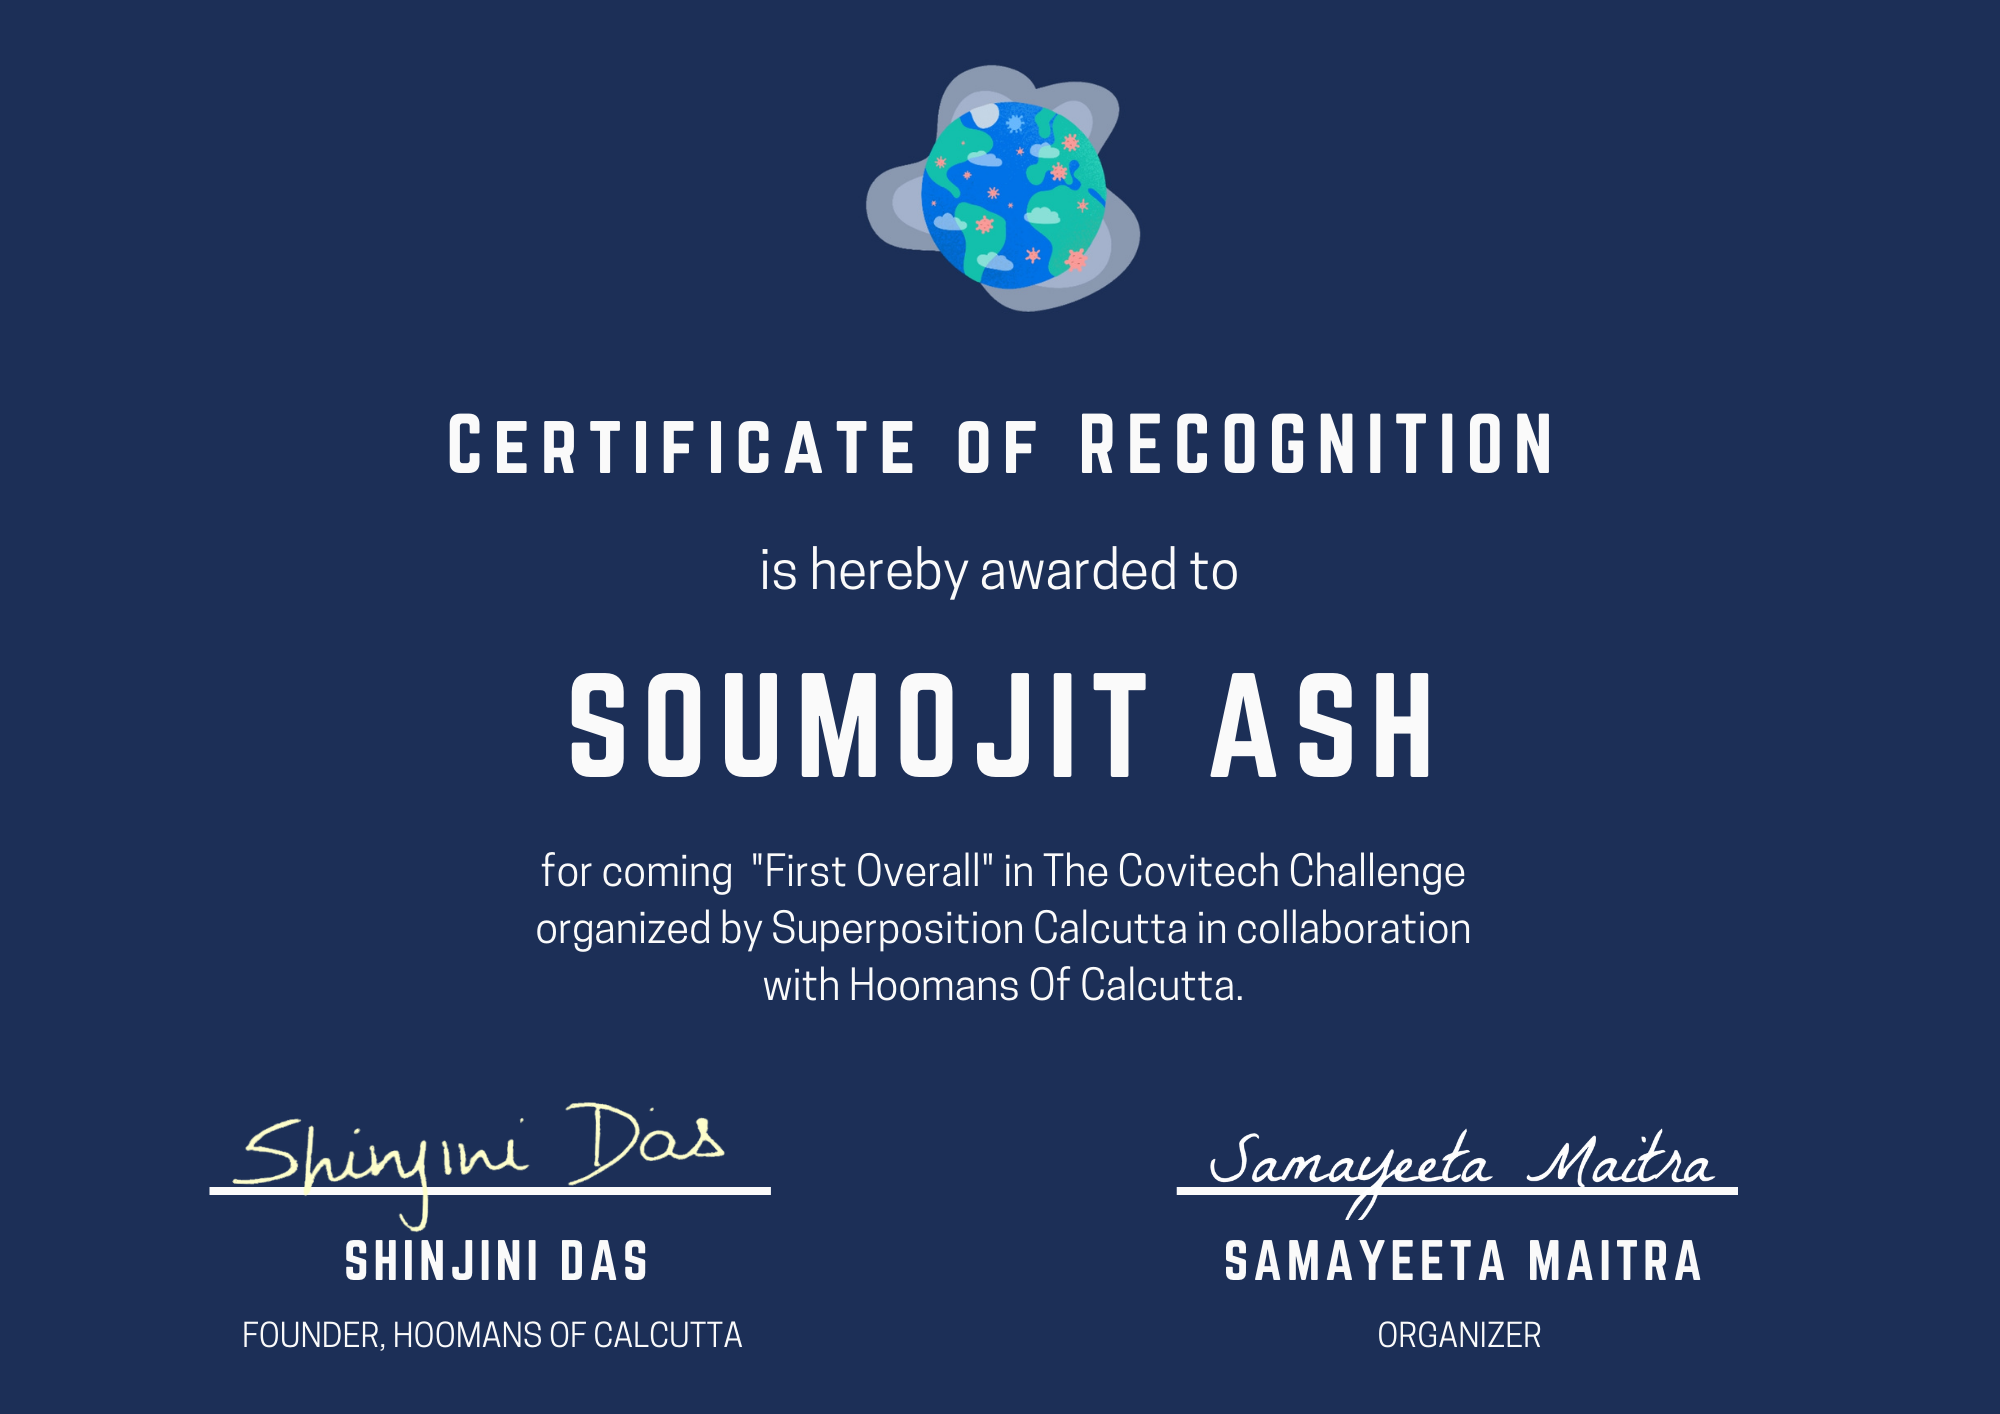 Certificate of RECOGNITION
is hereby awarded to
SOUMOJIT ASH
for coming  "First Overall" in The Covitech Challenge
organized by Superposition Calcutta in collaboration
with Hoomans Of Calcutta.
Shinjini Das
Samayeeta Maitra
SHINJINI DAS
SAMAYEETA MAITRA
FOUNDER, HOOMANS OF CALCUTTA
ORGANIZER